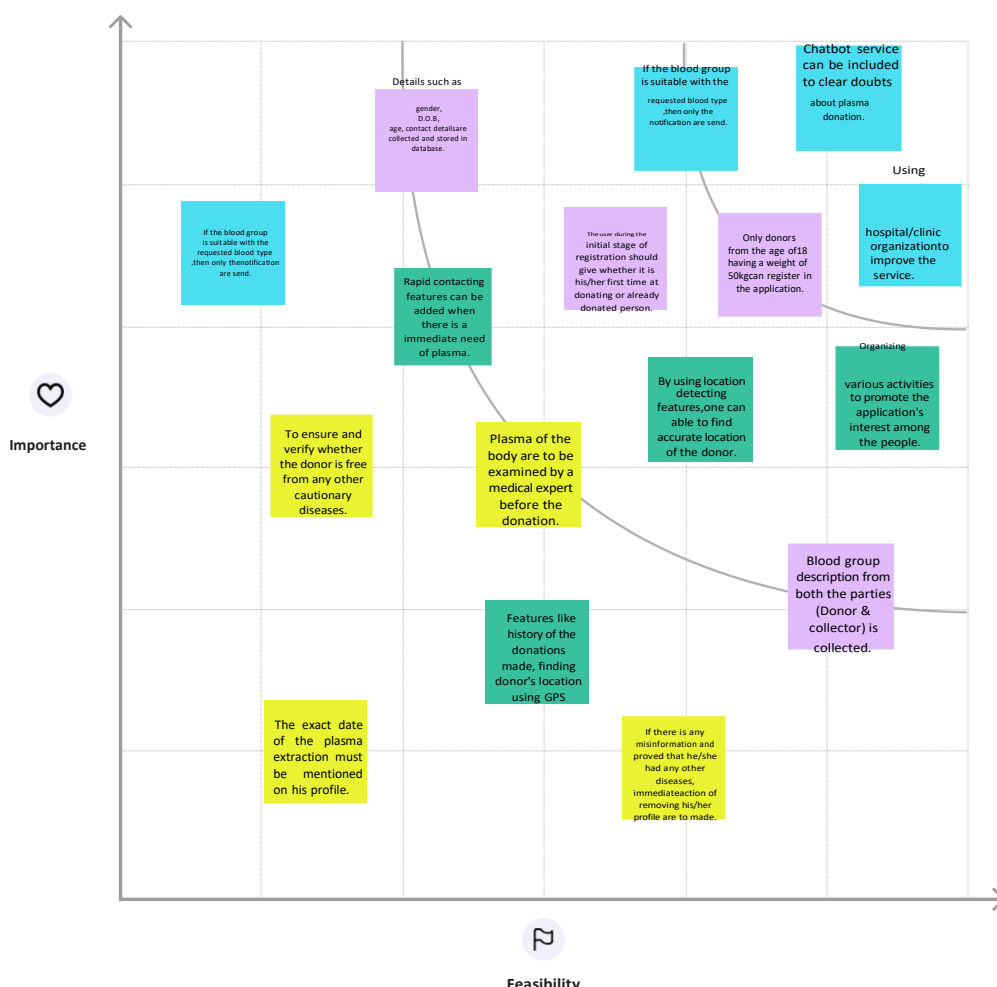 Details such as
gender,
D.O.B,
age, contact detailsare
collected and stored in
database.
If the blood group
is suitable with the
requested blood type
,then only the
notification are send.
Chatbot service
can be included
to clear doubts
about plasma
donation.
Using
hospital/clinic
organizationto
improve the
service.
If the blood group
is suitable with the
requested blood type
,then only thenotification
are send.
Rapid contacting
features can be
added when
there is a
immediate need
of plasma.
The user during the
initial stage of
registration should
give whether it is
his/her first time at
donating or already
donated person.
Only donors
from the age of18
having a weight of
50kgcan register in
the application.
By using location
detecting
features,one can
able to find
accurate location
of the donor.
Organizing
various activities
to promote the
application's
interest among
the people.
Importance
To ensure and
verify whether
the donor is free
from any other
cautionary
diseases.
Plasma of the
body are to be
examined by a
medical expert
before the
donation.
Blood group
description from
both the parties
(Donor &
collector) is
collected.
Features like
history of the
donations
made, finding
donor's location
using GPS
The exact date
of the plasma
extraction must
be mentioned
on his profile.
If there is any
misinformation and
proved that he/she
had any other
diseases,
immediateaction of
removing his/her
profile are to made.
Feasibility